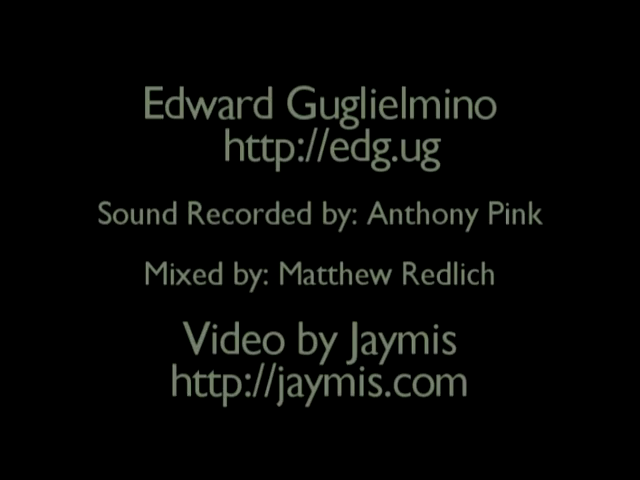 Edward Guglielmino
http://edg.ug
Sound Recorded by: Anthony Pink
Mixed by: Matthew Redlich
Video by Jaymis
http://jaymis.com